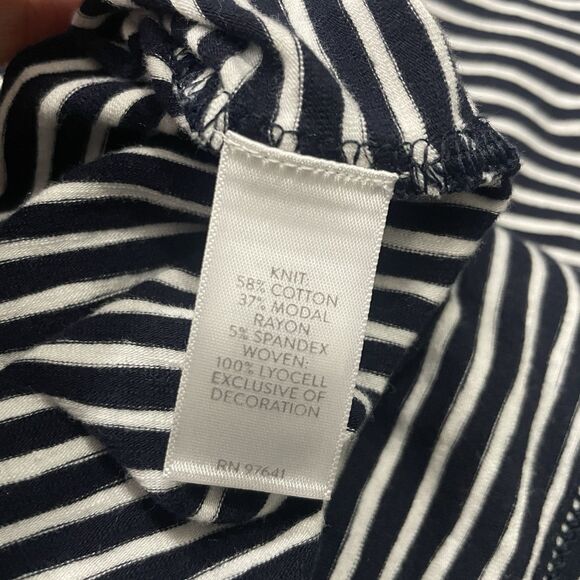 KNIT:
58% COTTON
37% MODAL
RAYON
5% SPANDEX
WOVEN:
100% LYOCELL
EXCLUSIVE OF
DECORATION
RN 97641